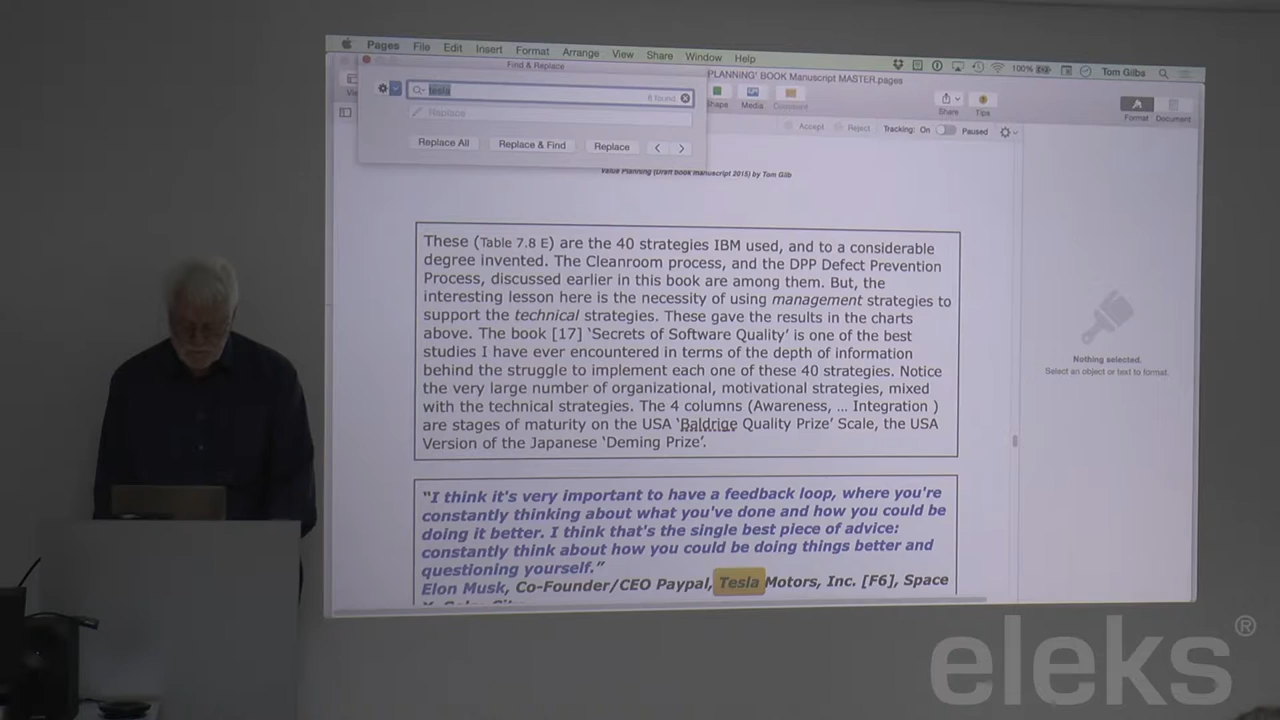 Pages File Edit Insert Format Arrange View Share Window Help 100% Tom Gilbs
Find & Replace
PLANNING' BOOK Manuscript MASTER.pages
tesla 8 found
Replace
Shape Media Comment Share Tips Format Document
Replace All Replace & Find Replace < >
Accept Reject Tracking: On Paused
Value Planning (Draft book manuscript 2015) by Tom Gilb
These (Table 7.8 E) are the 40 strategies IBM used, and to a considerable
degree invented. The Cleanroom process, and the DPP Defect Prevention
Process, discussed earlier in this book are among them. But, the
interesting lesson here is the necessity of using management strategies to
support the technical strategies. These gave the results in the charts
above. The book [17] ‘Secrets of Software Quality’ is one of the best
studies I have ever encountered in terms of the depth of information
behind the struggle to implement each one of these 40 strategies. Notice
the very large number of organizational, motivational strategies, mixed
with the technical strategies. The 4 columns (Awareness, ... Integration )
are stages of maturity on the USA ‘Baldrige Quality Prize’ Scale, the USA
Version of the Japanese ‘Deming Prize’.
Nothing selected.
Select an object or text to format.
“I think it's very important to have a feedback loop, where you're
constantly thinking about what you've done and how you could be
doing it better. I think that's the single best piece of advice:
constantly think about how you could be doing things better and
questioning yourself.”
Elon Musk, Co-Founder/CEO Paypal, Tesla Motors, Inc. [F6], Space
eleks®